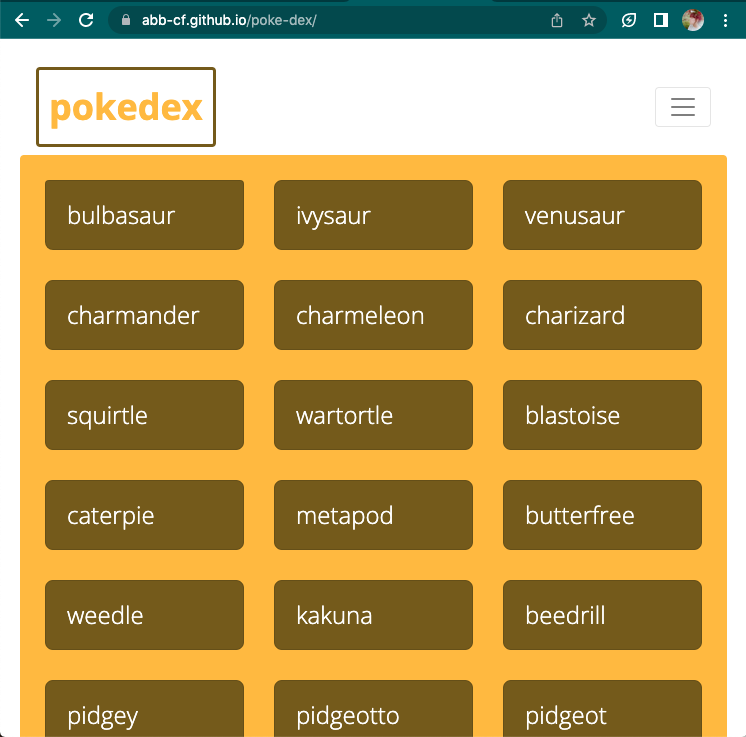 abb-cf.github.io/poke-dex/
pokedex
bulbasaur ivysaur venusaur
charmander charmeleon charizard
squirtle wartortle blastoise
caterpie metapod butterfree
weedle kakuna beedrill
pidgey pidgeotto pidgeot